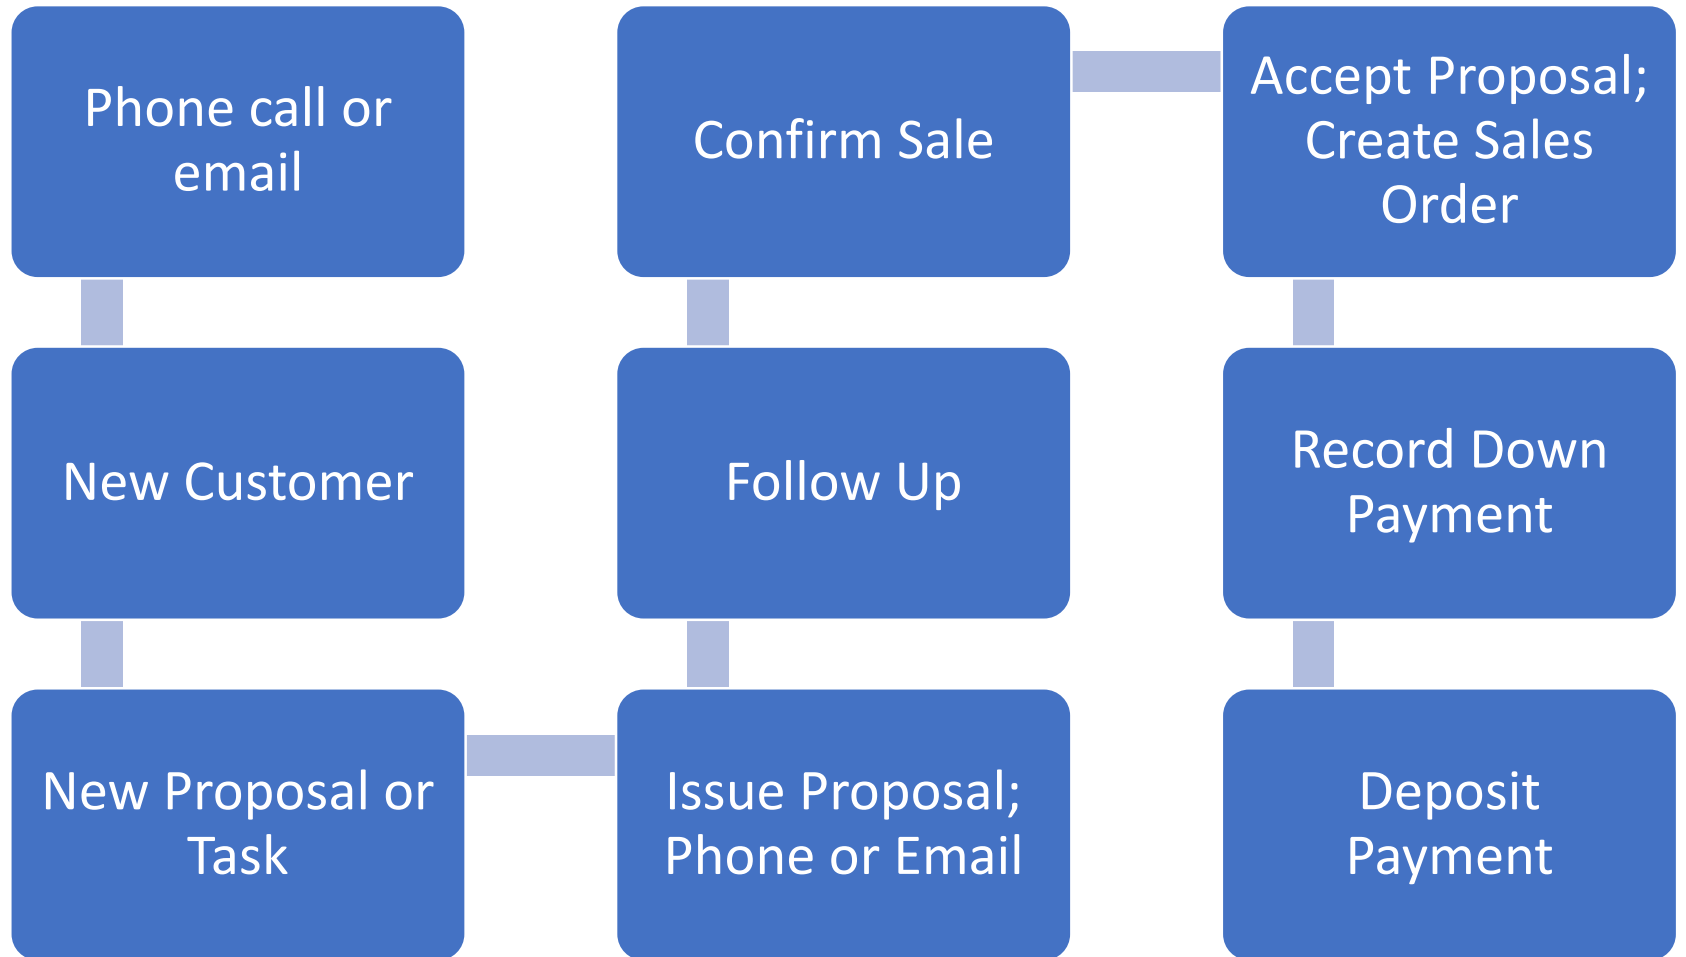 Phone call or
email
New Customer
New Proposal or
Task
Issue Proposal;
Phone or Email
Follow Up
Confirm Sale
Accept Proposal;
Create Sales
Order
Record Down
Payment
Deposit
Payment